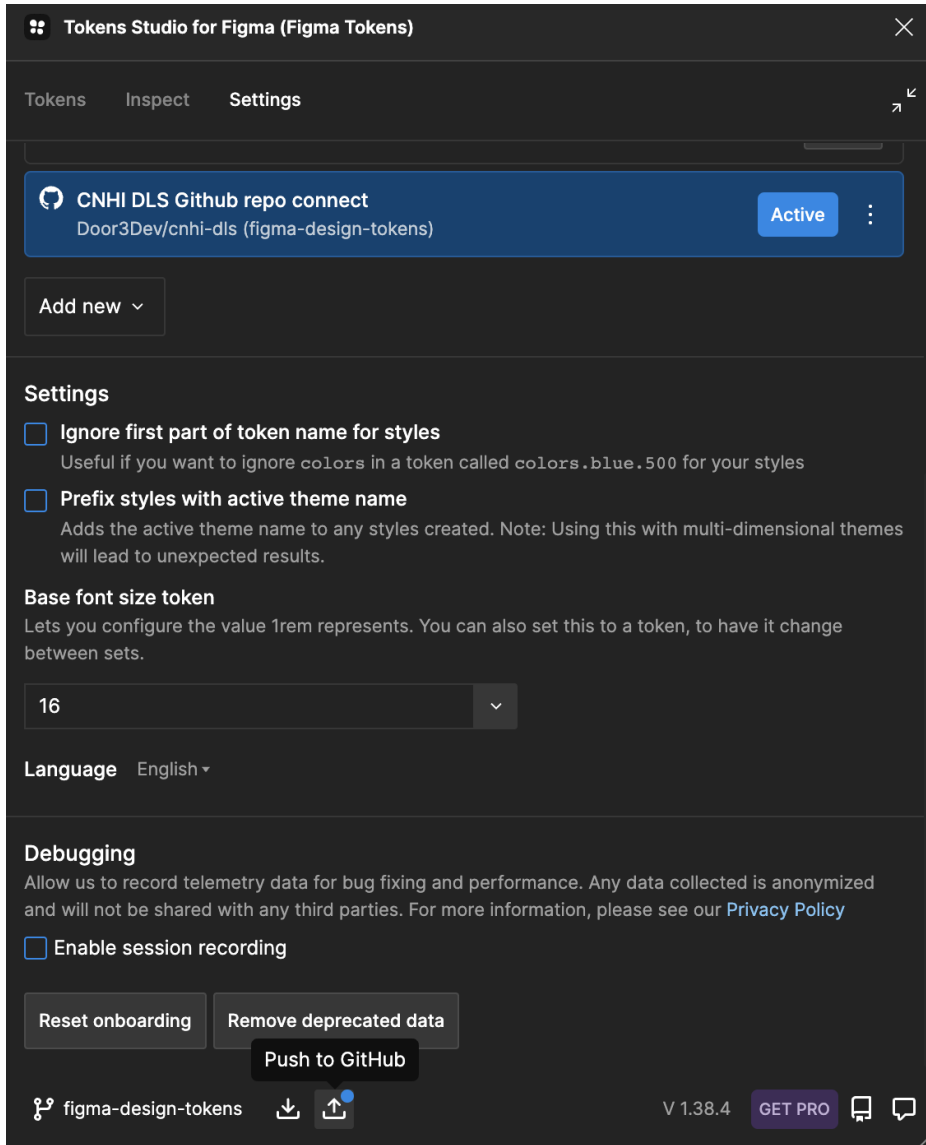 Tokens Studio for Figma (Figma Tokens)
Tokens
Inspect
Settings
CNHI DLS Github repo connect
Door3Dev/cnhi-dls (figma-design-tokens)
Active
Add new
Settings
Ignore first part of token name for styles
Useful if you want to ignore colors in a token called colors.blue.500 for your styles
Prefix styles with active theme name
Adds the active theme name to any styles created. Note: Using this with multi-dimensional themes
will lead to unexpected results.
Base font size token
Lets you configure the value 1rem represents. You can also set this to a token, to have it change
between sets.
16
Language English
Debugging
Allow us to record telemetry data for bug fixing and performance. Any data collected is anonymized
and will not be shared with any third parties. For more information, please see our Privacy Policy
Enable session recording
Reset onboarding
Remove deprecated data
Push to GitHub
figma-design-tokens
V 1.38.4
GET PRO